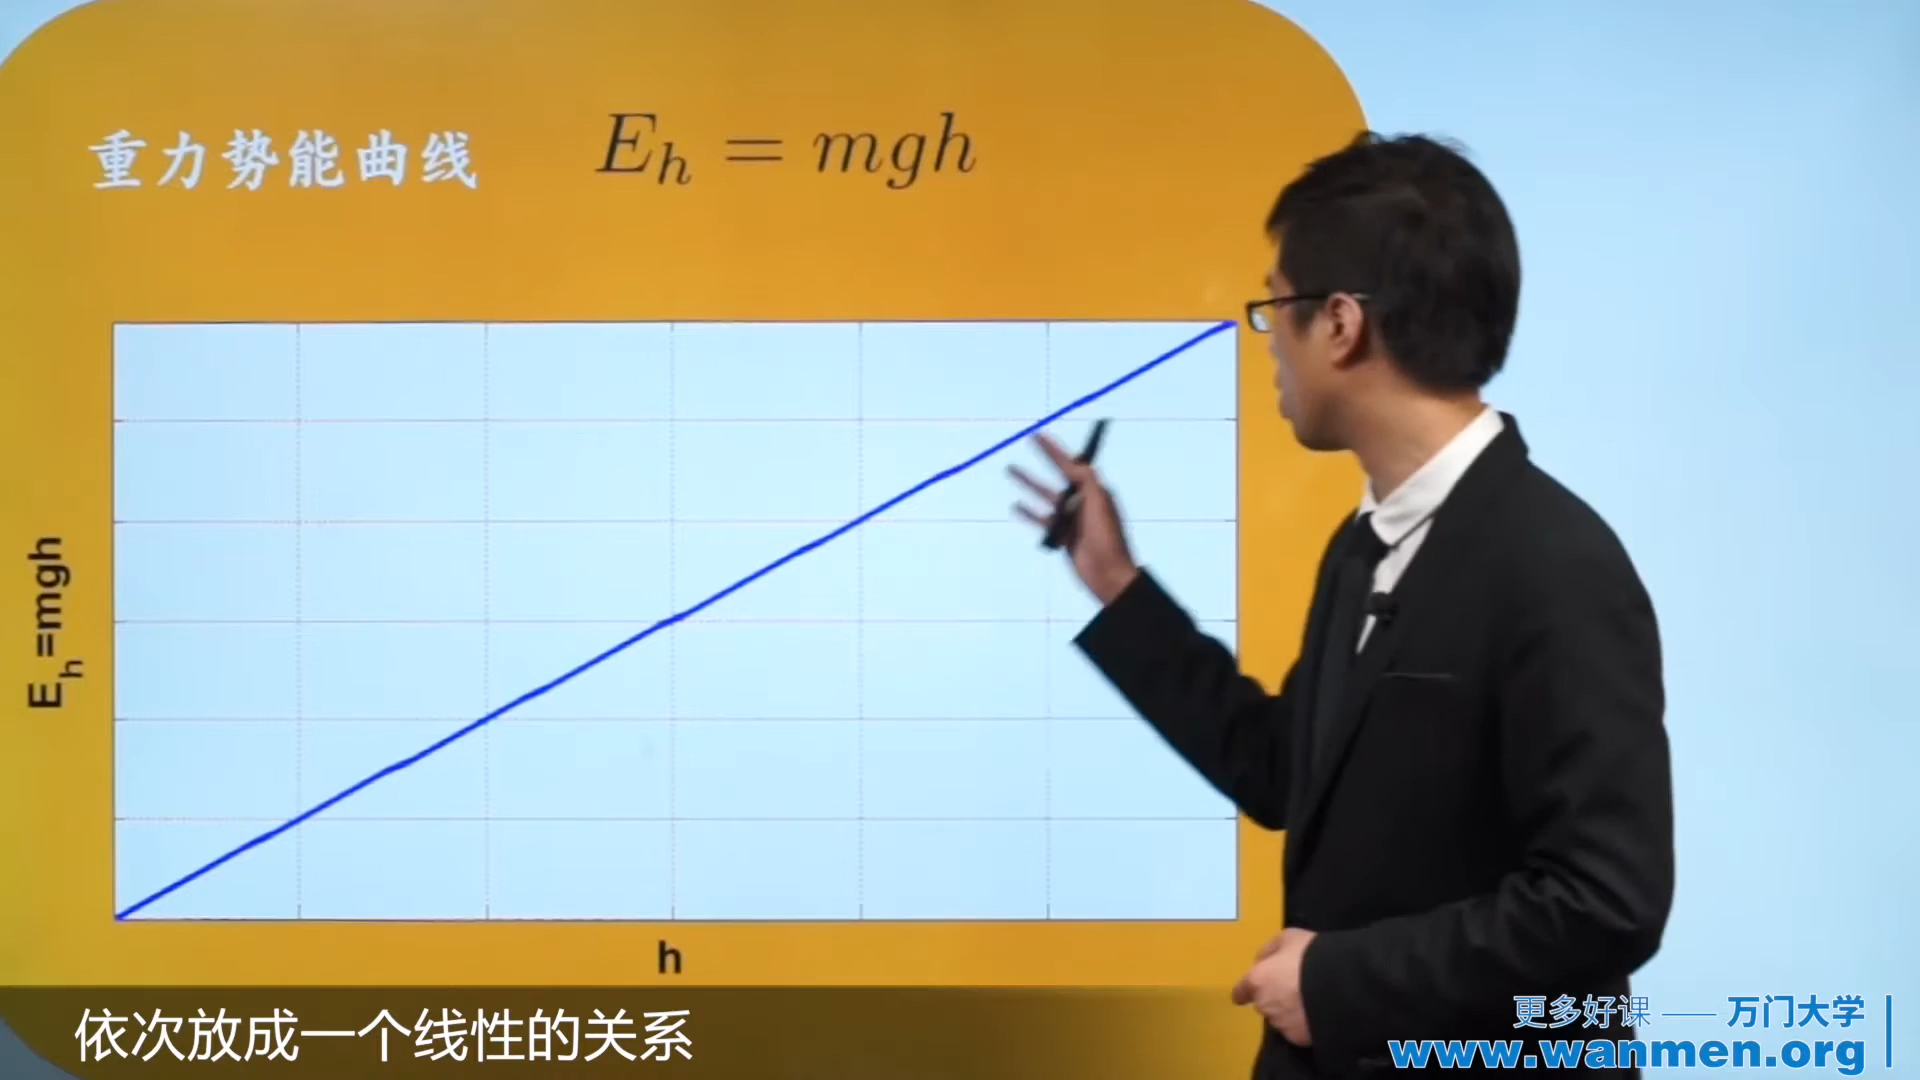 重力势能曲线
E_h = mgh
E_h=mgh
h
依次放成一个线性的关系
更多好课 —— 万门大学
www.wanmen.org